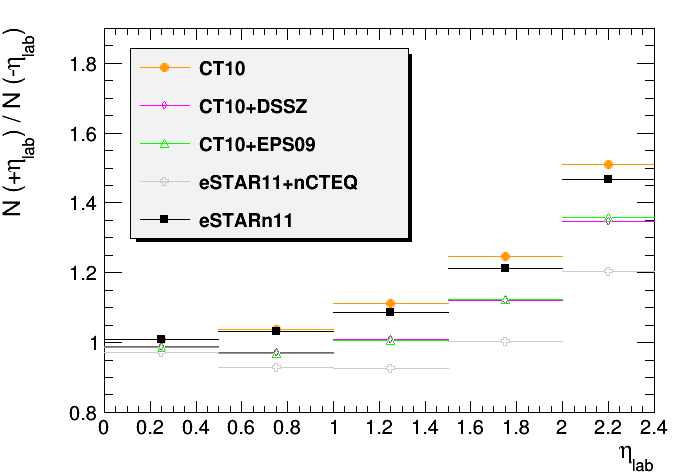 N (+η_lab) / N (-η_lab)
1.8
1.6
1.4
1.2
1
0.8
CT10
CT10+DSSZ
CT10+EPS09
eSTAR11+nCTEQ
eSTARn11
0 0.2 0.4 0.6 0.8 1 1.2 1.4 1.6 1.8 2 2.2 2.4
η_lab